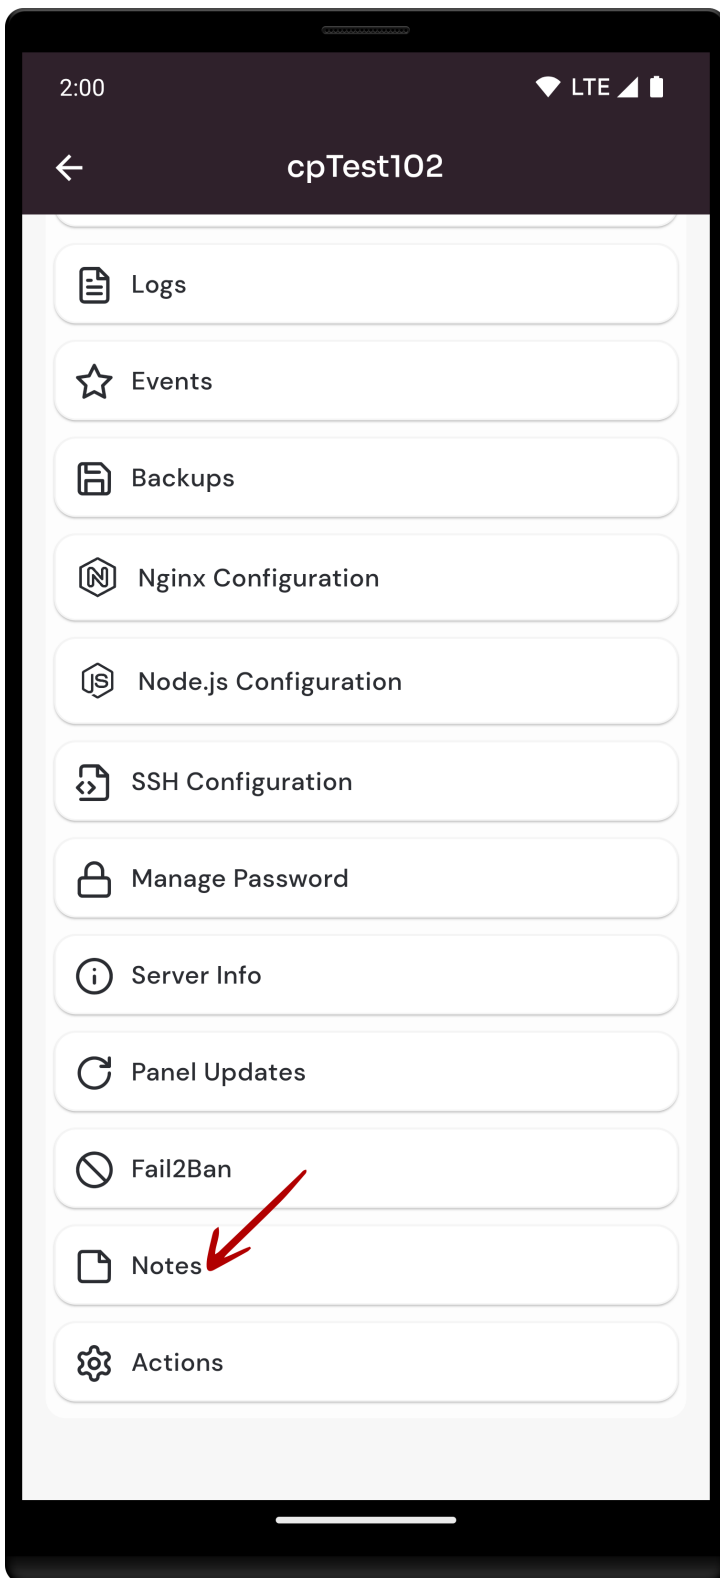 2:00 LTE
cpTest102
Logs
Events
Backups
Nginx Configuration
Node.js Configuration
SSH Configuration
Manage Password
Server Info
Panel Updates
Fail2Ban
Notes
Actions